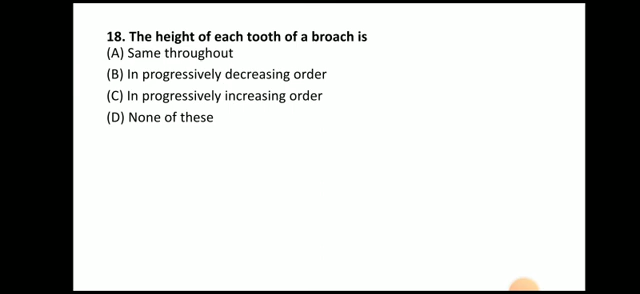 18. The height of each tooth of a broach is
(A) Same throughout
(B) In progressively decreasing order
(C) In progressively increasing order
(D) None of these